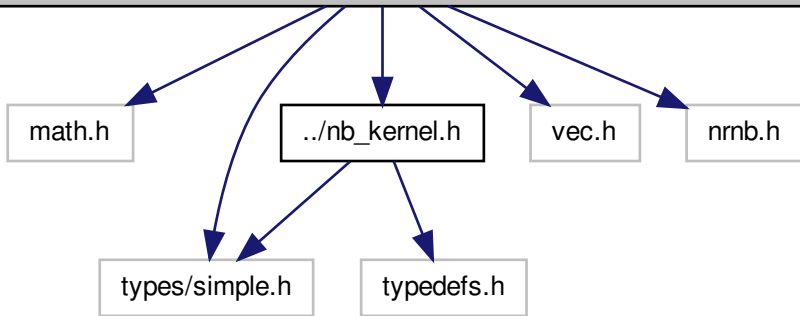 math.h
../nb_kernel.h
vec.h
nrnb.h
types/simple.h
typedefs.h